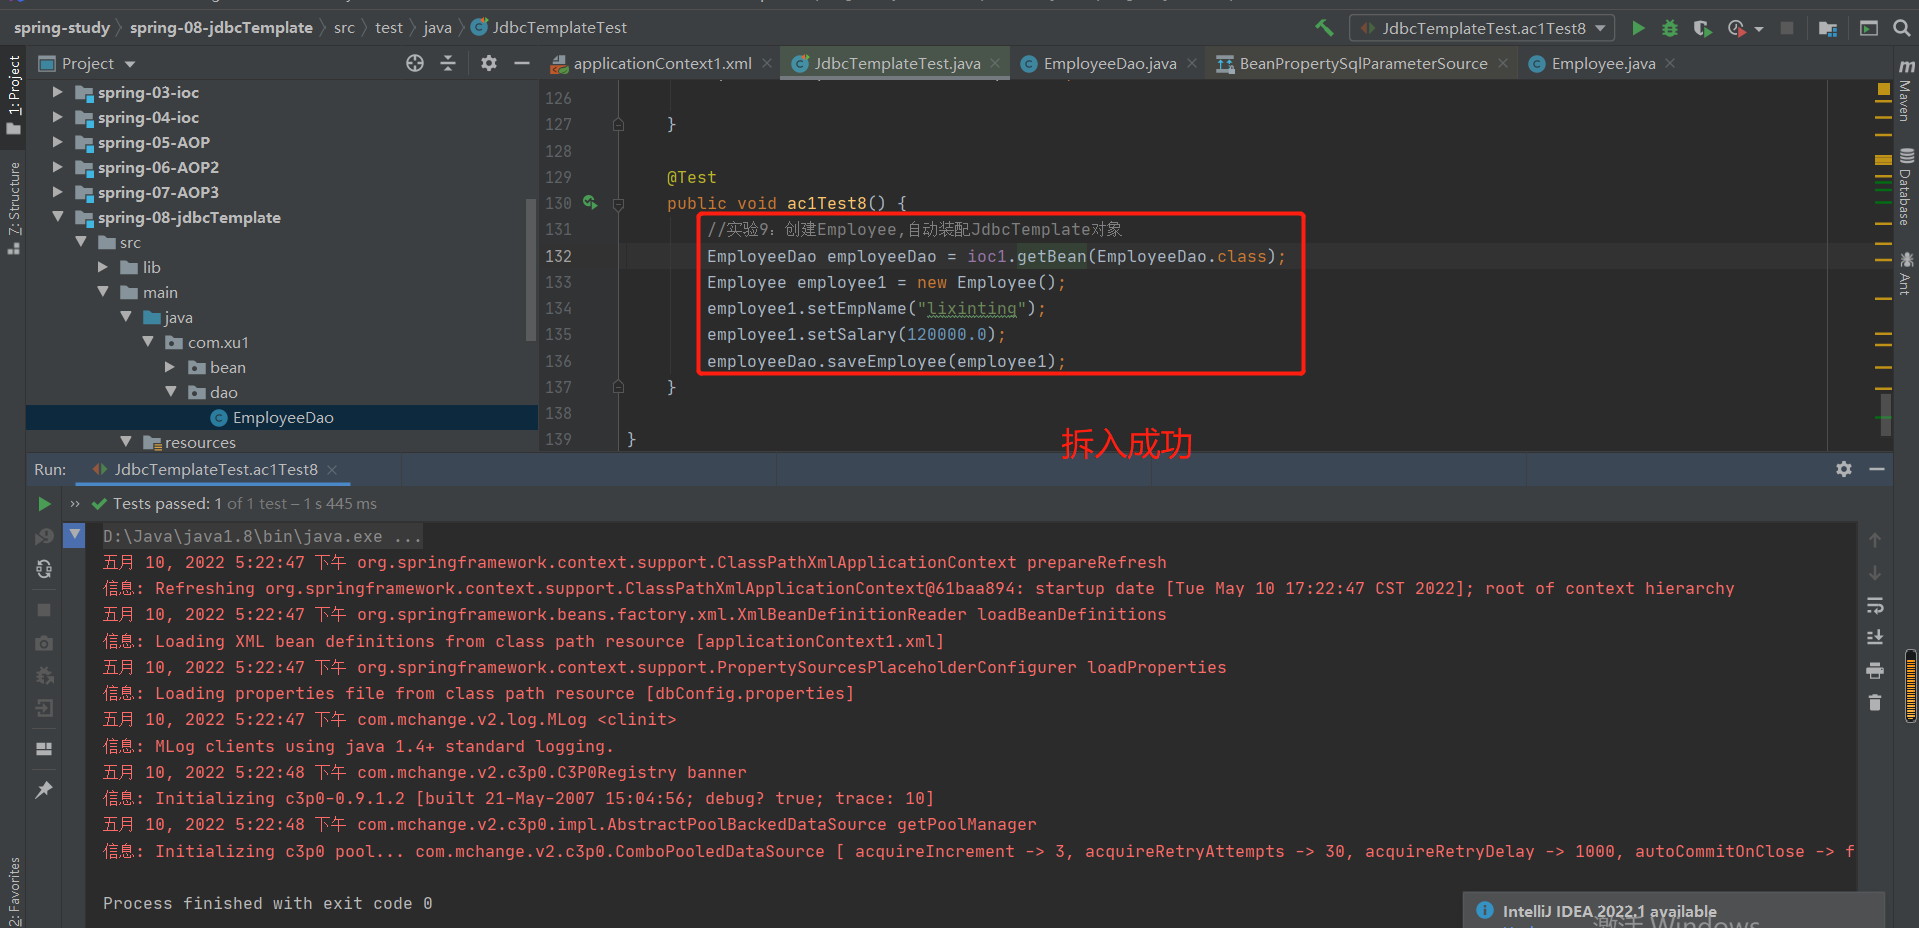 spring-study spring-08-jdbcTemplate src test java JdbcTemplateTest
JdbcTemplateTest.ac1Test8
Project
applicationContext1.xml JdbcTemplateTest.java EmployeeDao.java BeanPropertySqlParameterSource Employee.java
1: Project
7: Structure
2: Favorites
Maven
Database
Ant
spring-03-ioc
spring-04-ioc
spring-05-AOP
spring-06-AOP2
spring-07-AOP3
spring-08-jdbcTemplate
src
lib
main
java
com.xu1
bean
dao
EmployeeDao
resources
126
127 }
128
129 @Test
130 public void ac1Test8() {
131 //实验9：创建Employee,自动装配JdbcTemplate对象
132 EmployeeDao employeeDao = ioc1.getBean(EmployeeDao.class);
133 Employee employee1 = new Employee();
134 employee1.setEmpName("lixinting");
135 employee1.setSalary(120000.0);
136 employeeDao.saveEmployee(employee1);
137 }
138
139 }
拆入成功
Run: JdbcTemplateTest.ac1Test8
Tests passed: 1 of 1 test – 1 s 445 ms
D:\Java\java1.8\bin\java.exe ...
五月 10, 2022 5:22:47 下午 org.springframework.context.support.ClassPathXmlApplicationContext prepareRefresh
信息: Refreshing org.springframework.context.support.ClassPathXmlApplicationContext@61baa894: startup date [Tue May 10 17:22:47 CST 2022]; root of context hierarchy
五月 10, 2022 5:22:47 下午 org.springframework.beans.factory.xml.XmlBeanDefinitionReader loadBeanDefinitions
信息: Loading XML bean definitions from class path resource [applicationContext1.xml]
五月 10, 2022 5:22:47 下午 org.springframework.context.support.PropertySourcesPlaceholderConfigurer loadProperties
信息: Loading properties file from class path resource [dbConfig.properties]
五月 10, 2022 5:22:47 下午 com.mchange.v2.log.MLog <clinit>
信息: MLog clients using java 1.4+ standard logging.
五月 10, 2022 5:22:48 下午 com.mchange.v2.c3p0.C3P0Registry banner
信息: Initializing c3p0-0.9.1.2 [built 21-May-2007 15:04:56; debug? true; trace: 10]
五月 10, 2022 5:22:48 下午 com.mchange.v2.c3p0.impl.AbstractPoolBackedDataSource getPoolManager
信息: Initializing c3p0 pool... com.mchange.v2.c3p0.ComboPooledDataSource [ acquireIncrement -> 3, acquireRetryAttempts -> 30, acquireRetryDelay -> 1000, autoCommitOnClose -> f
Process finished with exit code 0
IntelliJ IDEA 2022.1 available
激活 Windows